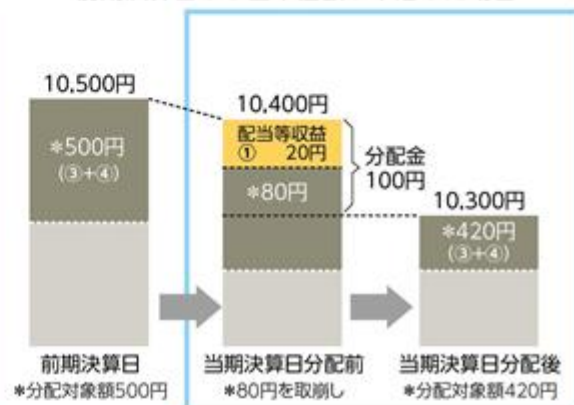 10,500円
*500円
(③+④)
10,400円
配当等収益
① 20円
*80円
分配金
100円
10,300円
*420円
(③+④)
前期決算日
*分配対象額500円
当期決算日分配前
*80円を取崩し
当期決算日分配後
*分配対象額420円